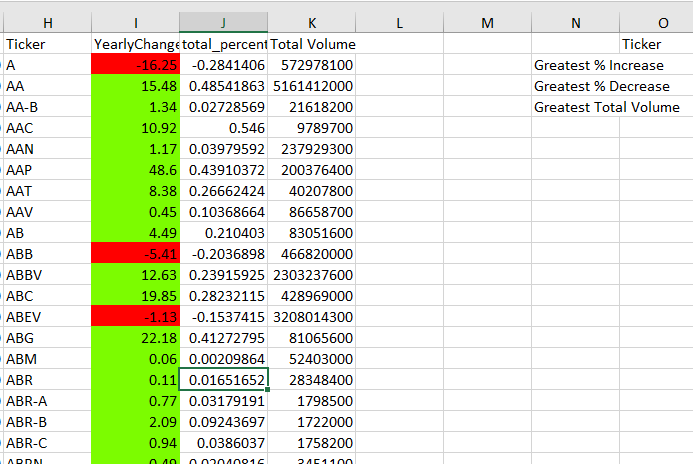 H I J K L M N O
Ticker YearlyChange total_percent Total Volume Ticker
A -16.25 -0.2841406 572978100 Greatest % Increase
AA 15.48 0.48541863 5161412000 Greatest % Decrease
AA-B 1.34 0.02728569 21618200 Greatest Total Volume
AAC 10.92 0.546 9789700
AAN 1.17 0.03979592 237929300
AAP 48.6 0.43910372 200376400
AAT 8.38 0.26662424 40207800
AAV 0.45 0.10368664 86658700
AB 4.49 0.210403 83051600
ABB -5.41 -0.2036898 466820000
ABBV 12.63 0.23915925 2303237600
ABC 19.85 0.28232115 428969000
ABEV -1.13 -0.1537415 3208014300
ABG 22.18 0.41272795 81065600
ABM 0.06 0.00209864 52403000
ABR 0.11 0.01651652 28348400
ABR-A 0.77 0.03179191 1798500
ABR-B 2.09 0.09243697 1722000
ABR-C 0.94 0.0386037 1758200
ABRN 0.49 0.02040816 3451100